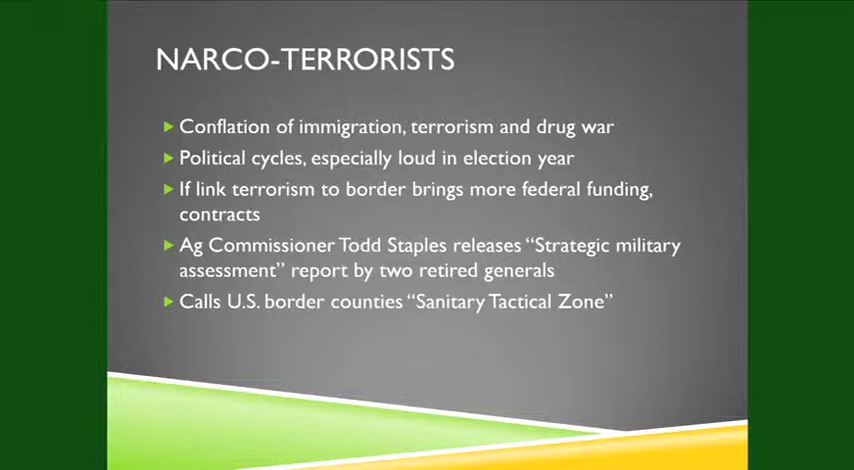 NARCO-TERRORISTS
Conflation of immigration, terrorism and drug war
Political cycles, especially loud in election year
If link terrorism to border brings more federal funding,
contracts
Ag Commissioner Todd Staples releases “Strategic military
assessment” report by two retired generals
Calls U.S. border counties “Sanitary Tactical Zone”